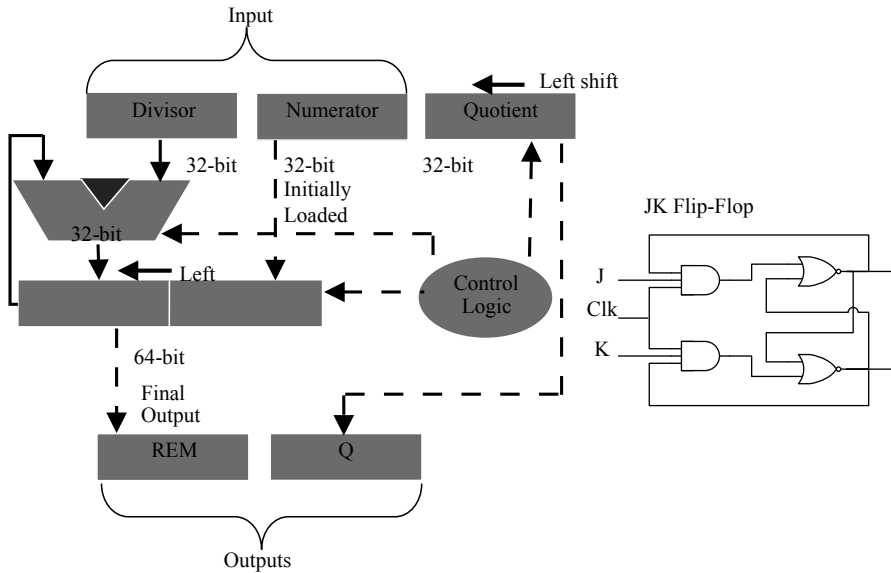 Input
Left shift
Divisor
Numerator
Quotient
32-bit
32-bit
Initially
Loaded
32-bit
32-bit
Left
Control
Logic
64-bit
Final
Output
REM
Q
Outputs
JK Flip-Flop
J
Clk
K